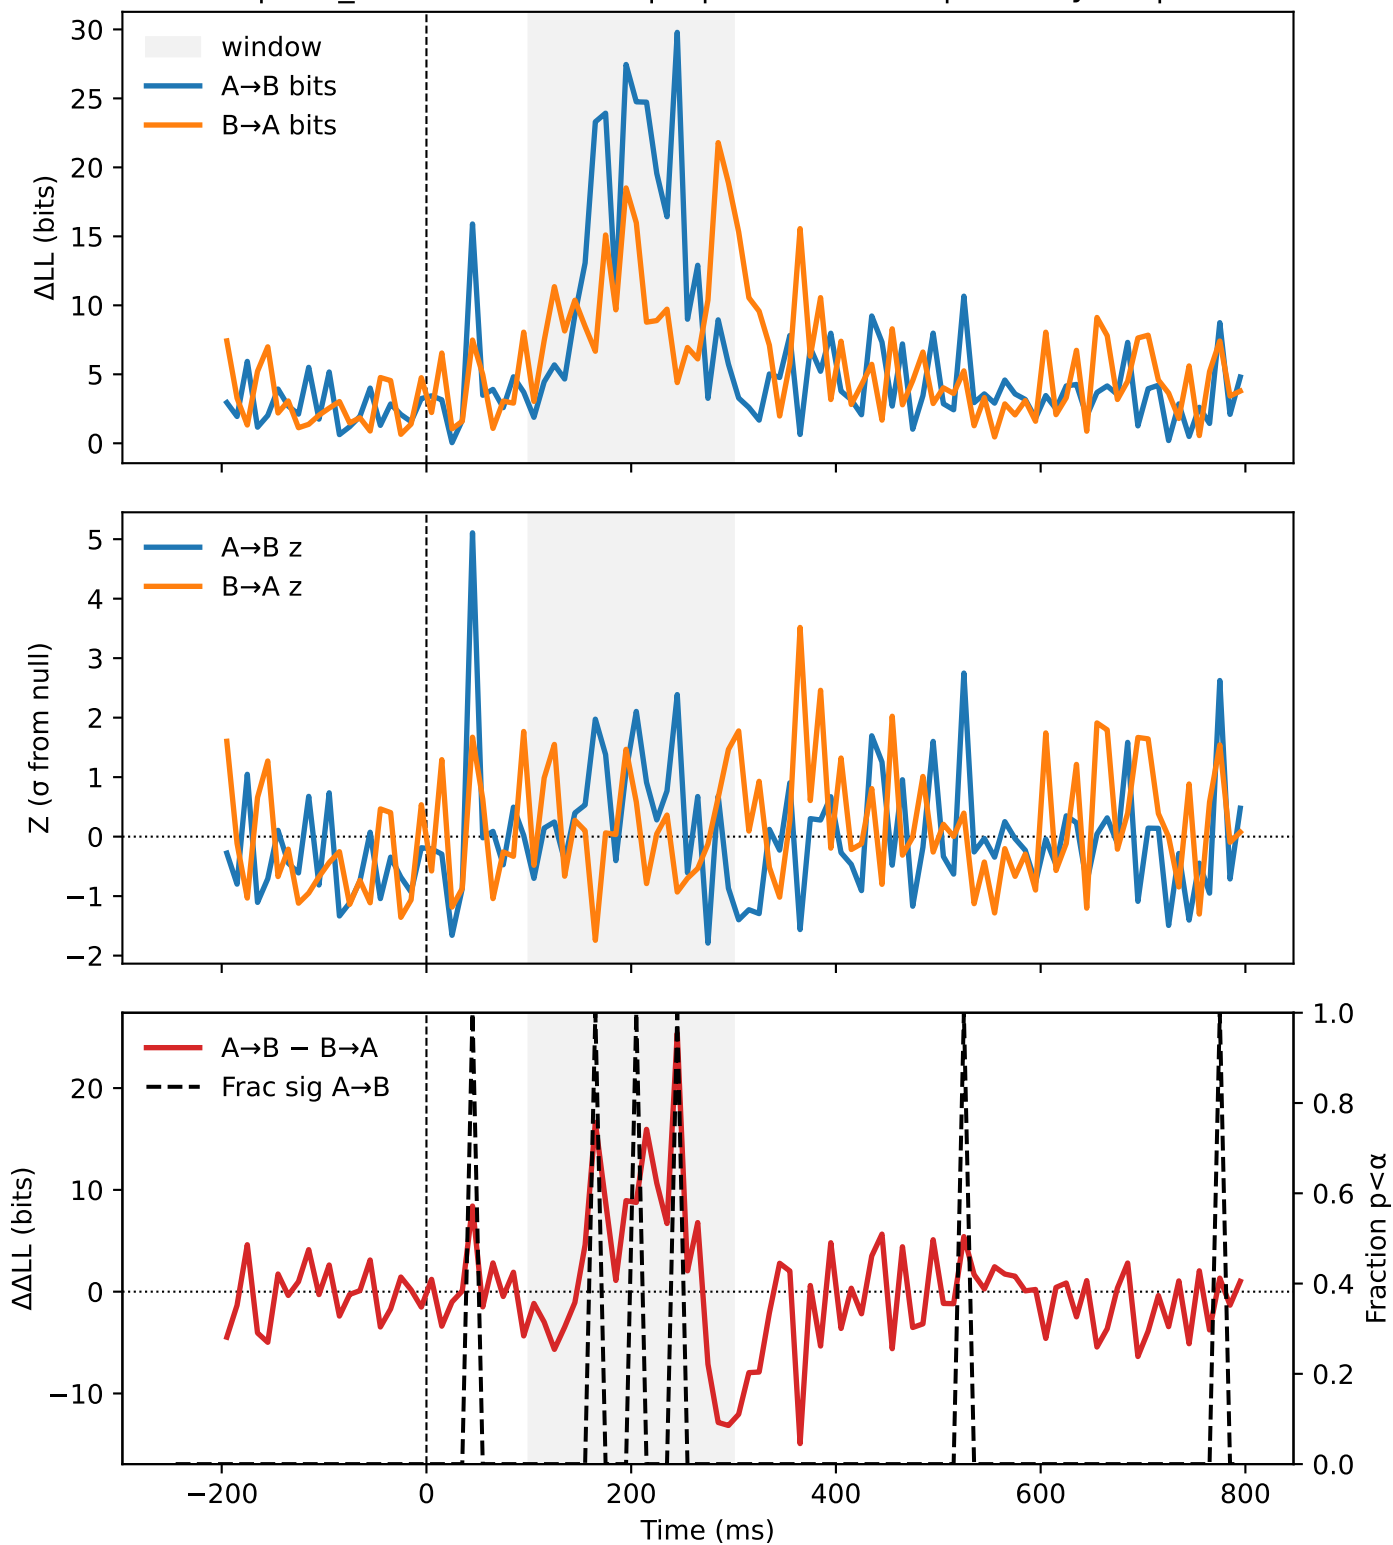 30
25
20
15
10
5
0
ΔLL (bits)
window
A→B bits
B→A bits
5
4
3
2
1
0
−1
−2
Z (σ from null)
A→B z
B→A z
20
10
0
−10
ΔΔLL (bits)
A→B − B→A
Frac sig A→B
1.0
0.8
0.6
0.4
0.2
0.0
Fraction p<α
−200 0 200 400 600 800
Time (ms)